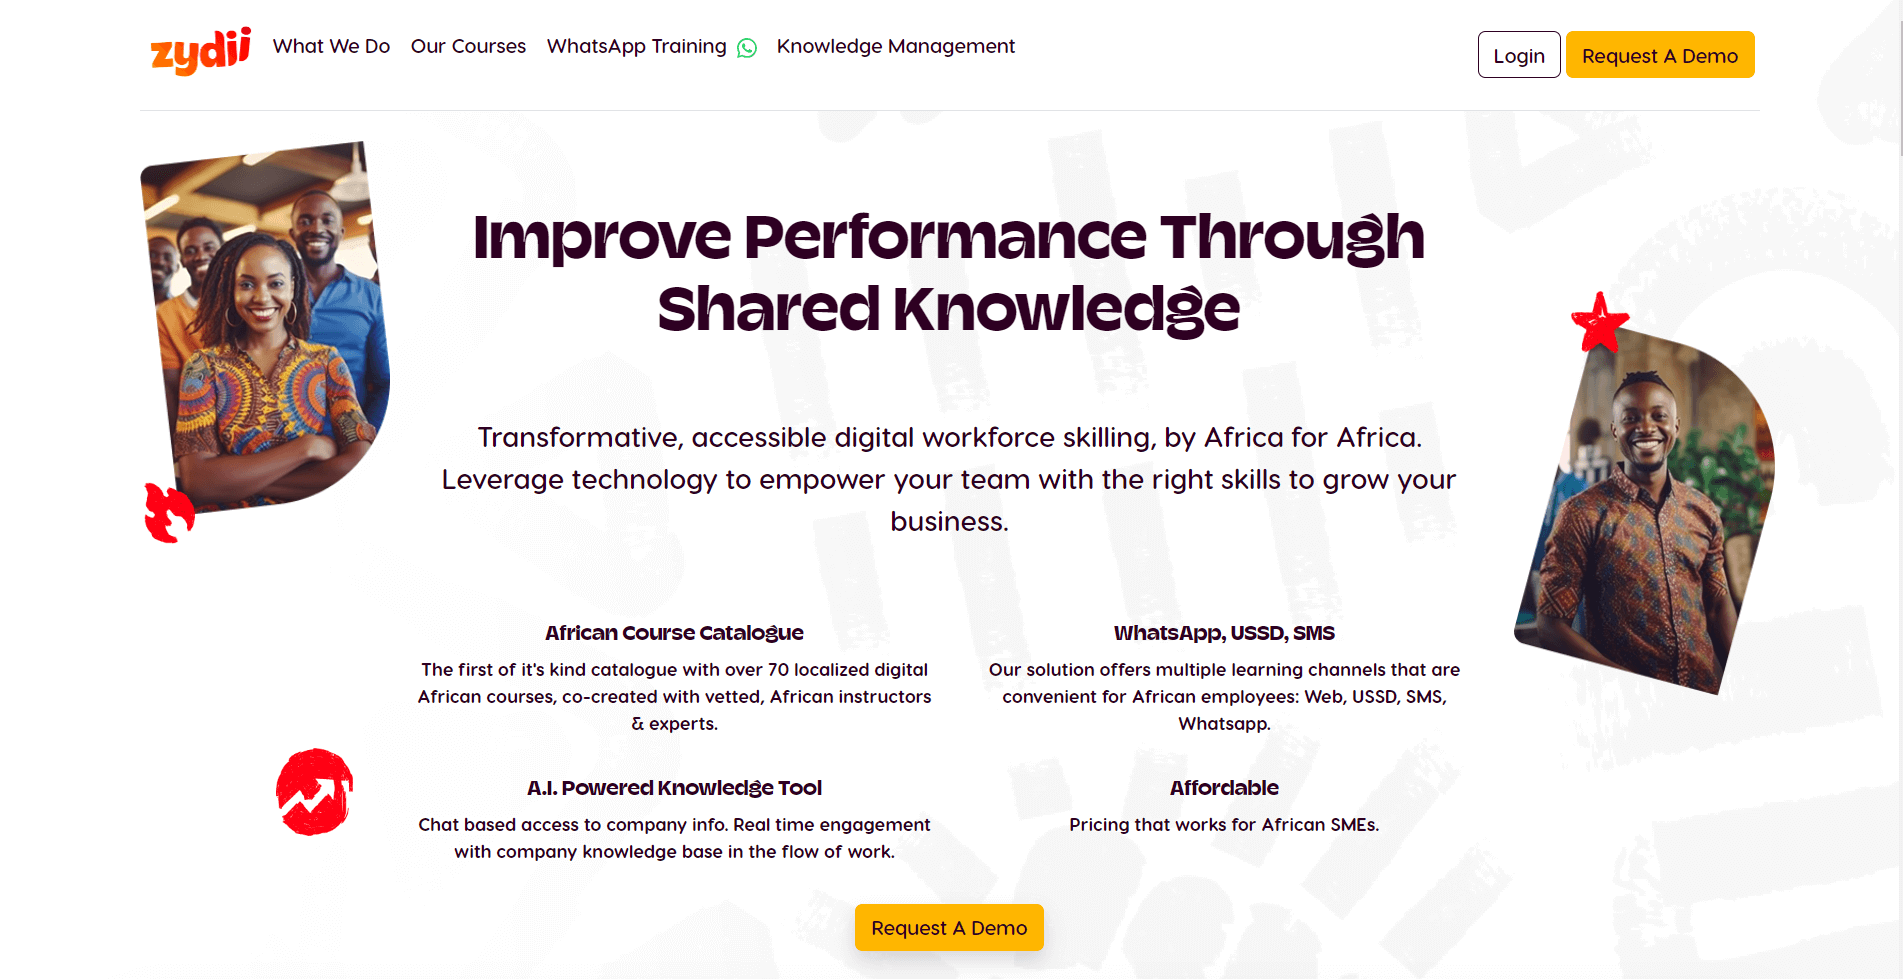 zydii
What We Do
Our Courses
WhatsApp Training
Knowledge Management
Login
Request A Demo
Improve Performance Through
Shared Knowledge
Transformative, accessible digital workforce skilling, by Africa for Africa.
Leverage technology to empower your team with the right skills to grow your
business.
African Course Catalogue
The first of it's kind catalogue with over 70 localized digital
African courses, co-created with vetted, African instructors
& experts.
WhatsApp, USSD, SMS
Our solution offers multiple learning channels that are
convenient for African employees: Web, USSD, SMS,
Whatsapp.
A.I. Powered Knowledge Tool
Chat based access to company info. Real time engagement
with company knowledge base in the flow of work.
Affordable
Pricing that works for African SMEs.
Request A Demo